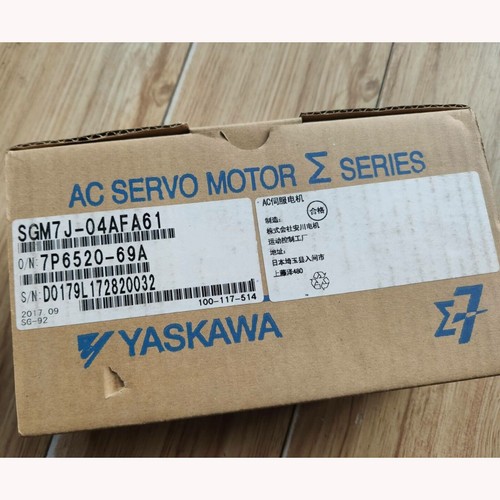 AC SERVO MOTOR Σ SERIES
SGM7J-04AFA61
O/N:7P6520-69A
S/N:D0179L172820032
2017.09
SG-92
100-117-514
AC伺服电机
合格
制造:
株式会社安川电机
运动控制工厂
地址:
日本埼玉县入间市
上藤泽480
YASKAWA
Σ7